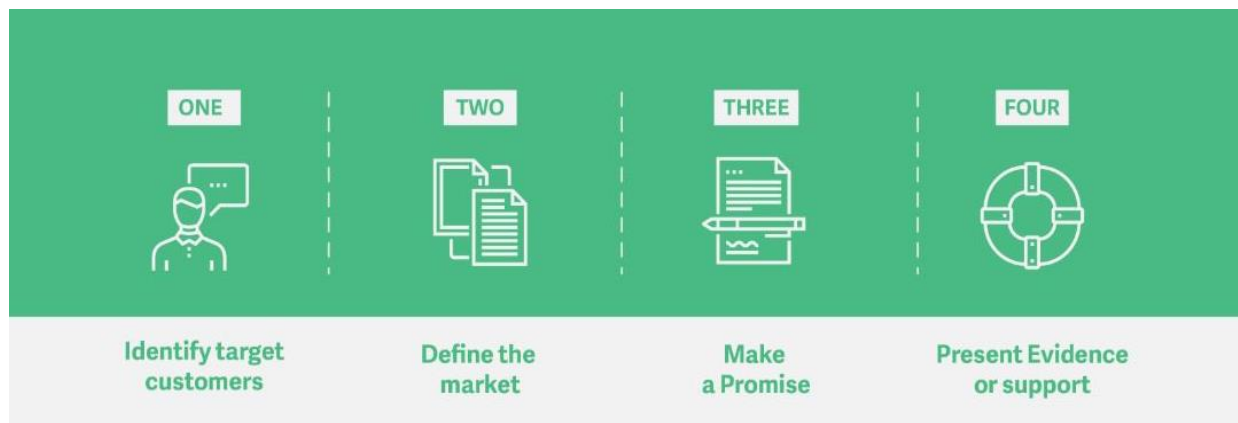 ONE
TWO
THREE
FOUR
Identify target
customers
Define the
market
Make
a Promise
Present Evidence
or support